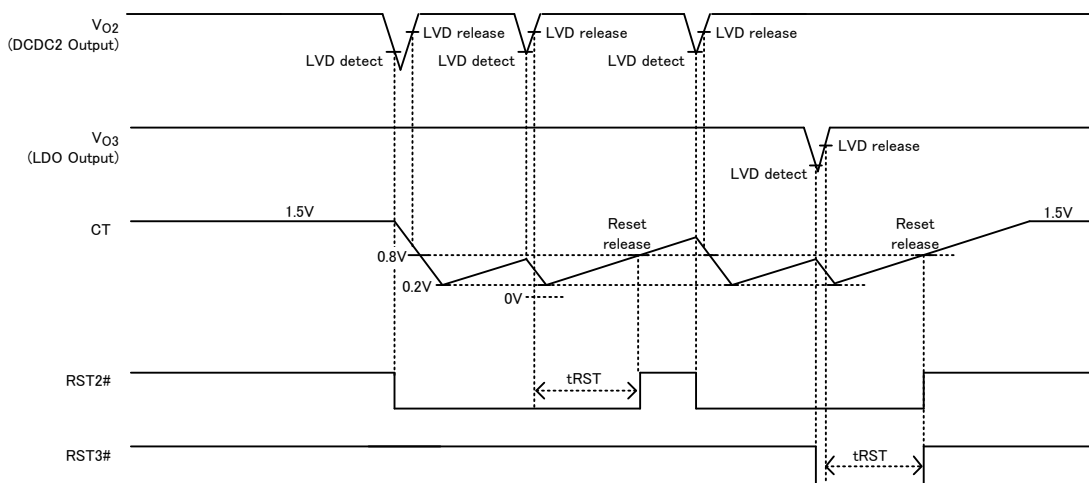 VO2
(DCDC2 Output)
LVD release
LVD release
LVD release
LVD detect
LVD detect
LVD detect
VO3
(LDO Output)
LVD release
LVD detect
CT
1.5V
Reset
release
Reset
release
1.5V
0.8V
0.2V
0V
RST2#
tRST
RST3#
tRST